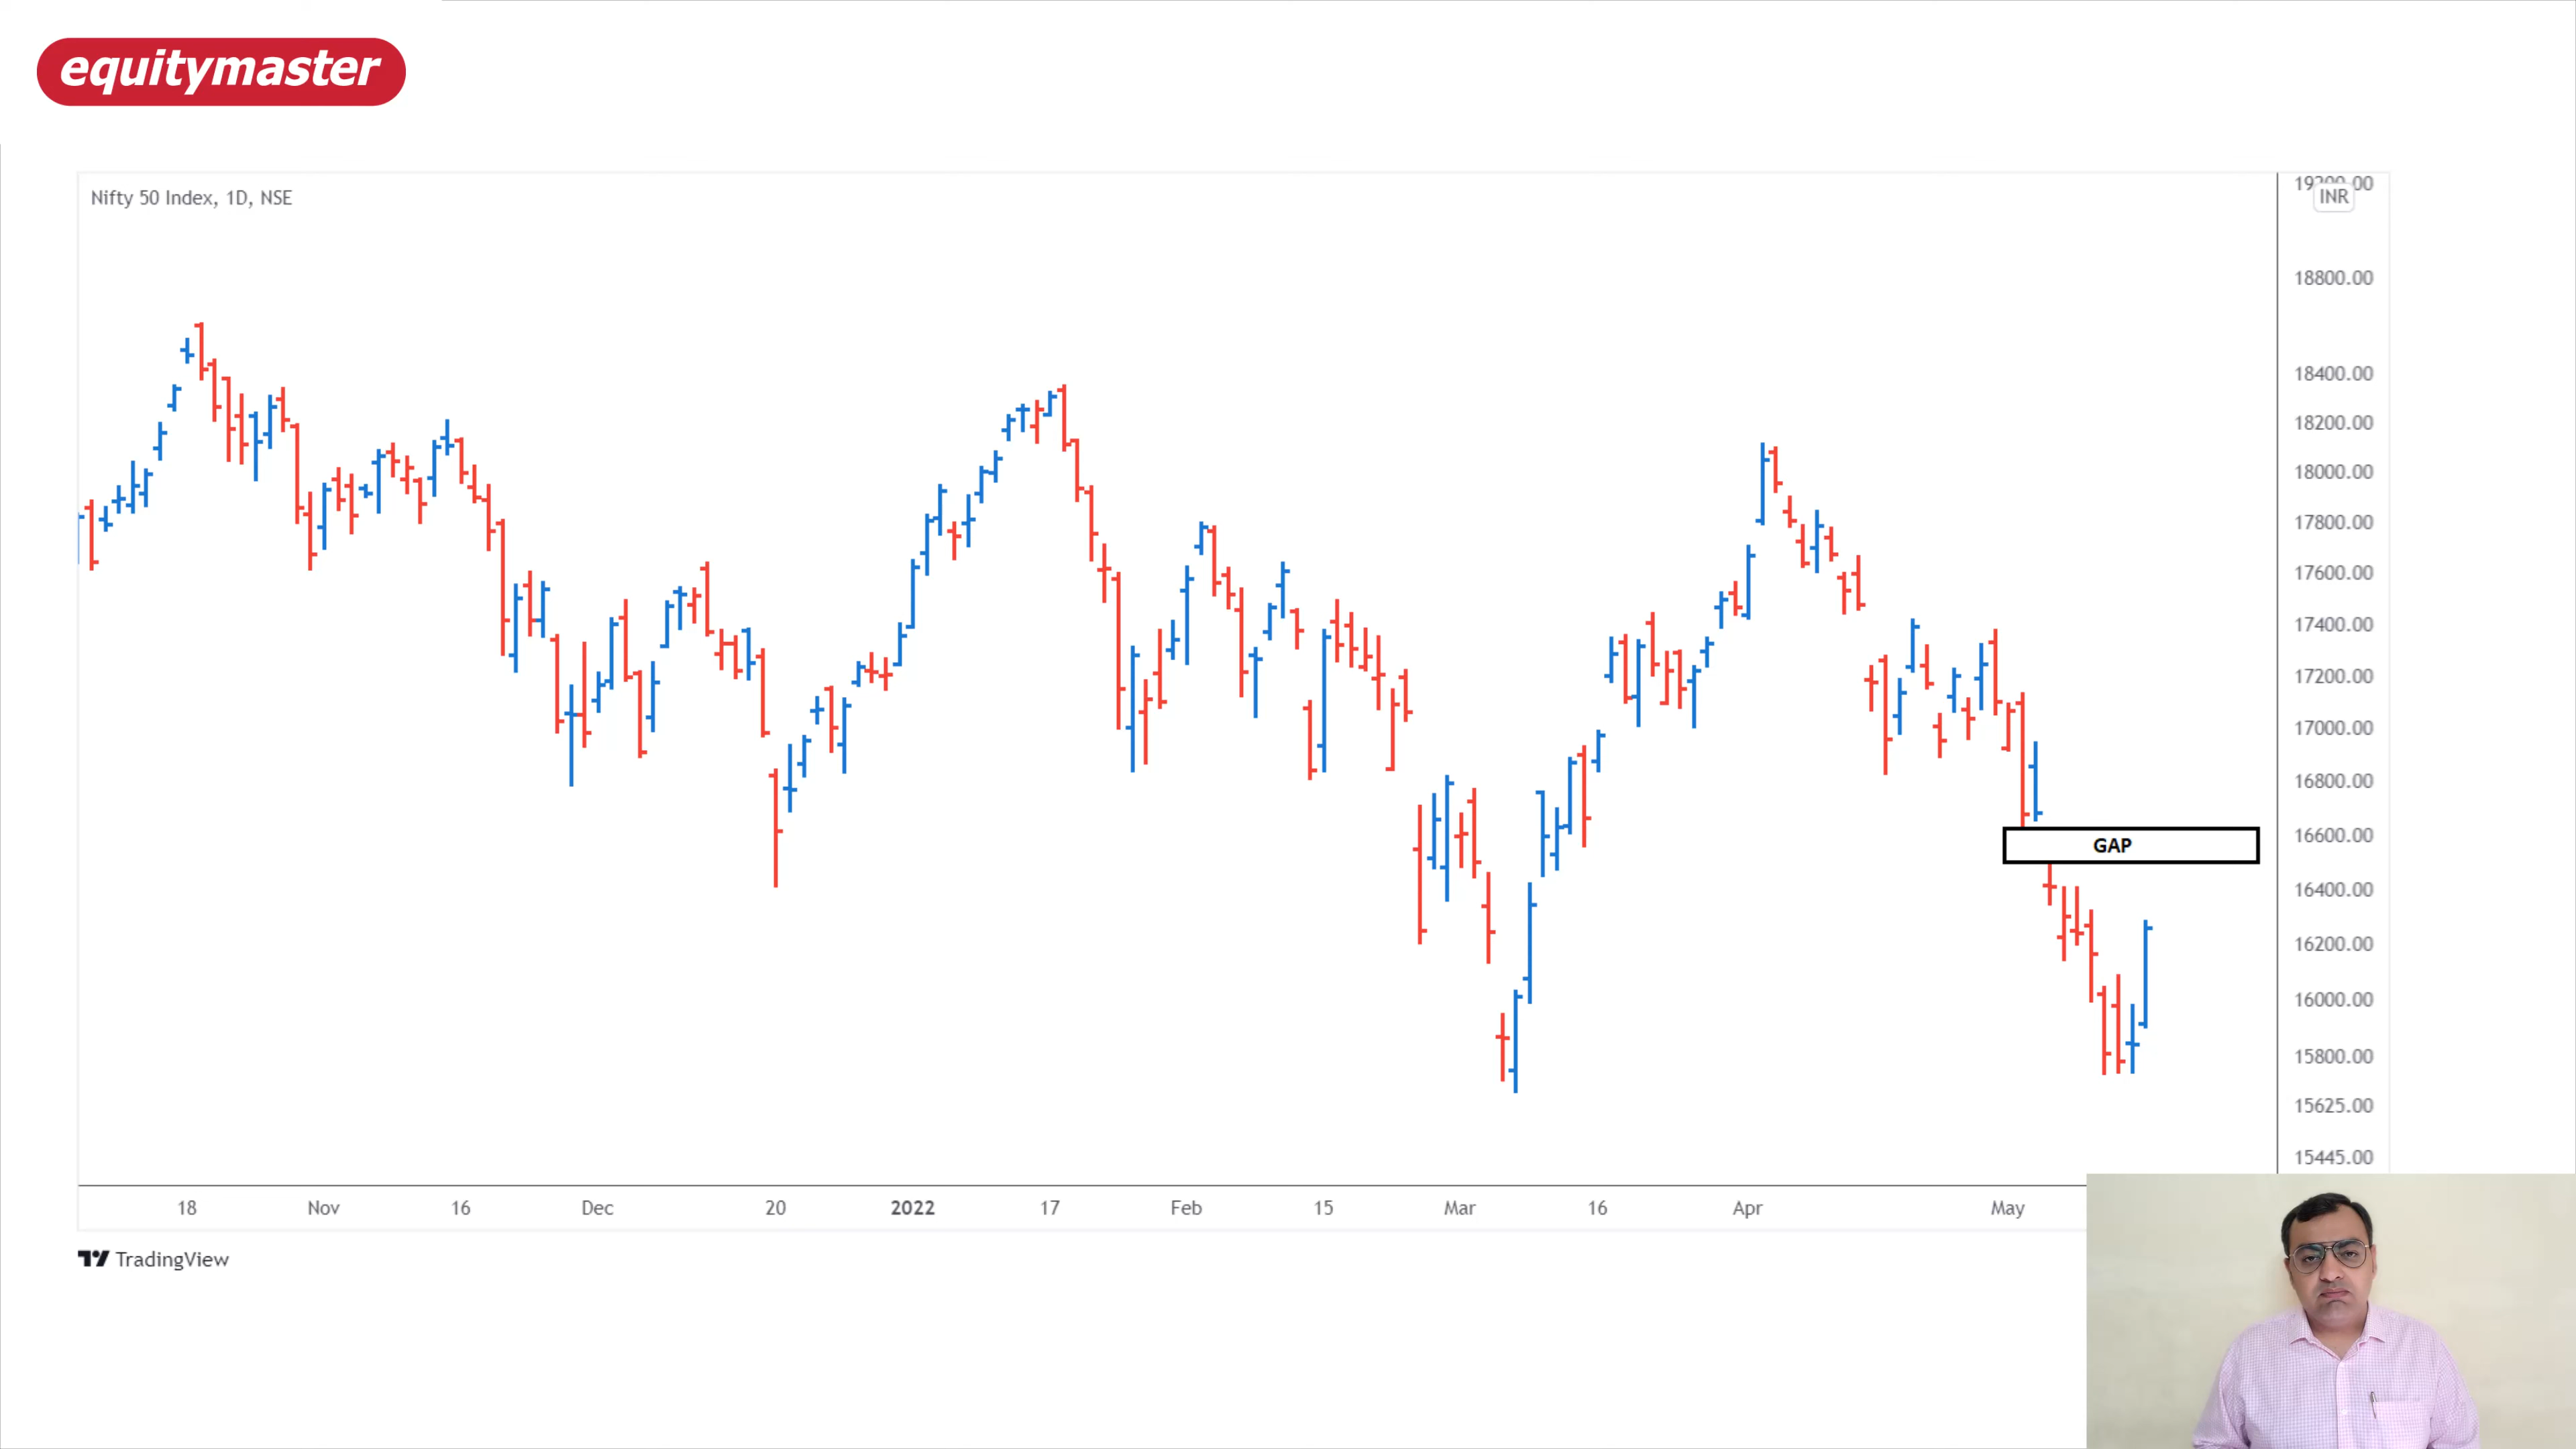 equitymaster
Nifty 50 Index, 1D, NSE
INR
18800.00
18400.00
18200.00
18000.00
17800.00
17600.00
17400.00
17200.00
17000.00
16800.00
16600.00
GAP
16400.00
16200.00
16000.00
15800.00
15625.00
15445.00
18 Nov 16 Dec 20 2022 17 Feb 15 Mar 16 Apr May
TradingView